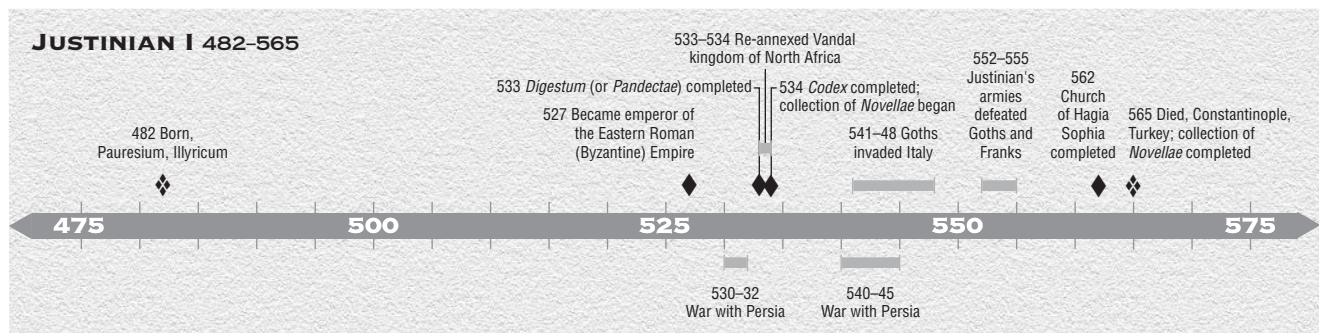 JUSTINIAN I 482–565
482 Born,
Pauresium, Illyricum
527 Became emperor of
the Eastern Roman
(Byzantine) Empire
533 Digestum (or Pandectae) completed
533–534 Re-annexed Vandal
kingdom of North Africa
534 Codex completed;
collection of Novellae began
541–48 Goths
invaded Italy
552–555
Justinian's
armies
defeated
Goths and
Franks
562
Church
of Hagia
Sophia
completed
565 Died, Constantinople,
Turkey; collection of
Novellae completed
475 500 525 550 575
530–32
War with Persia
540–45
War with Persia